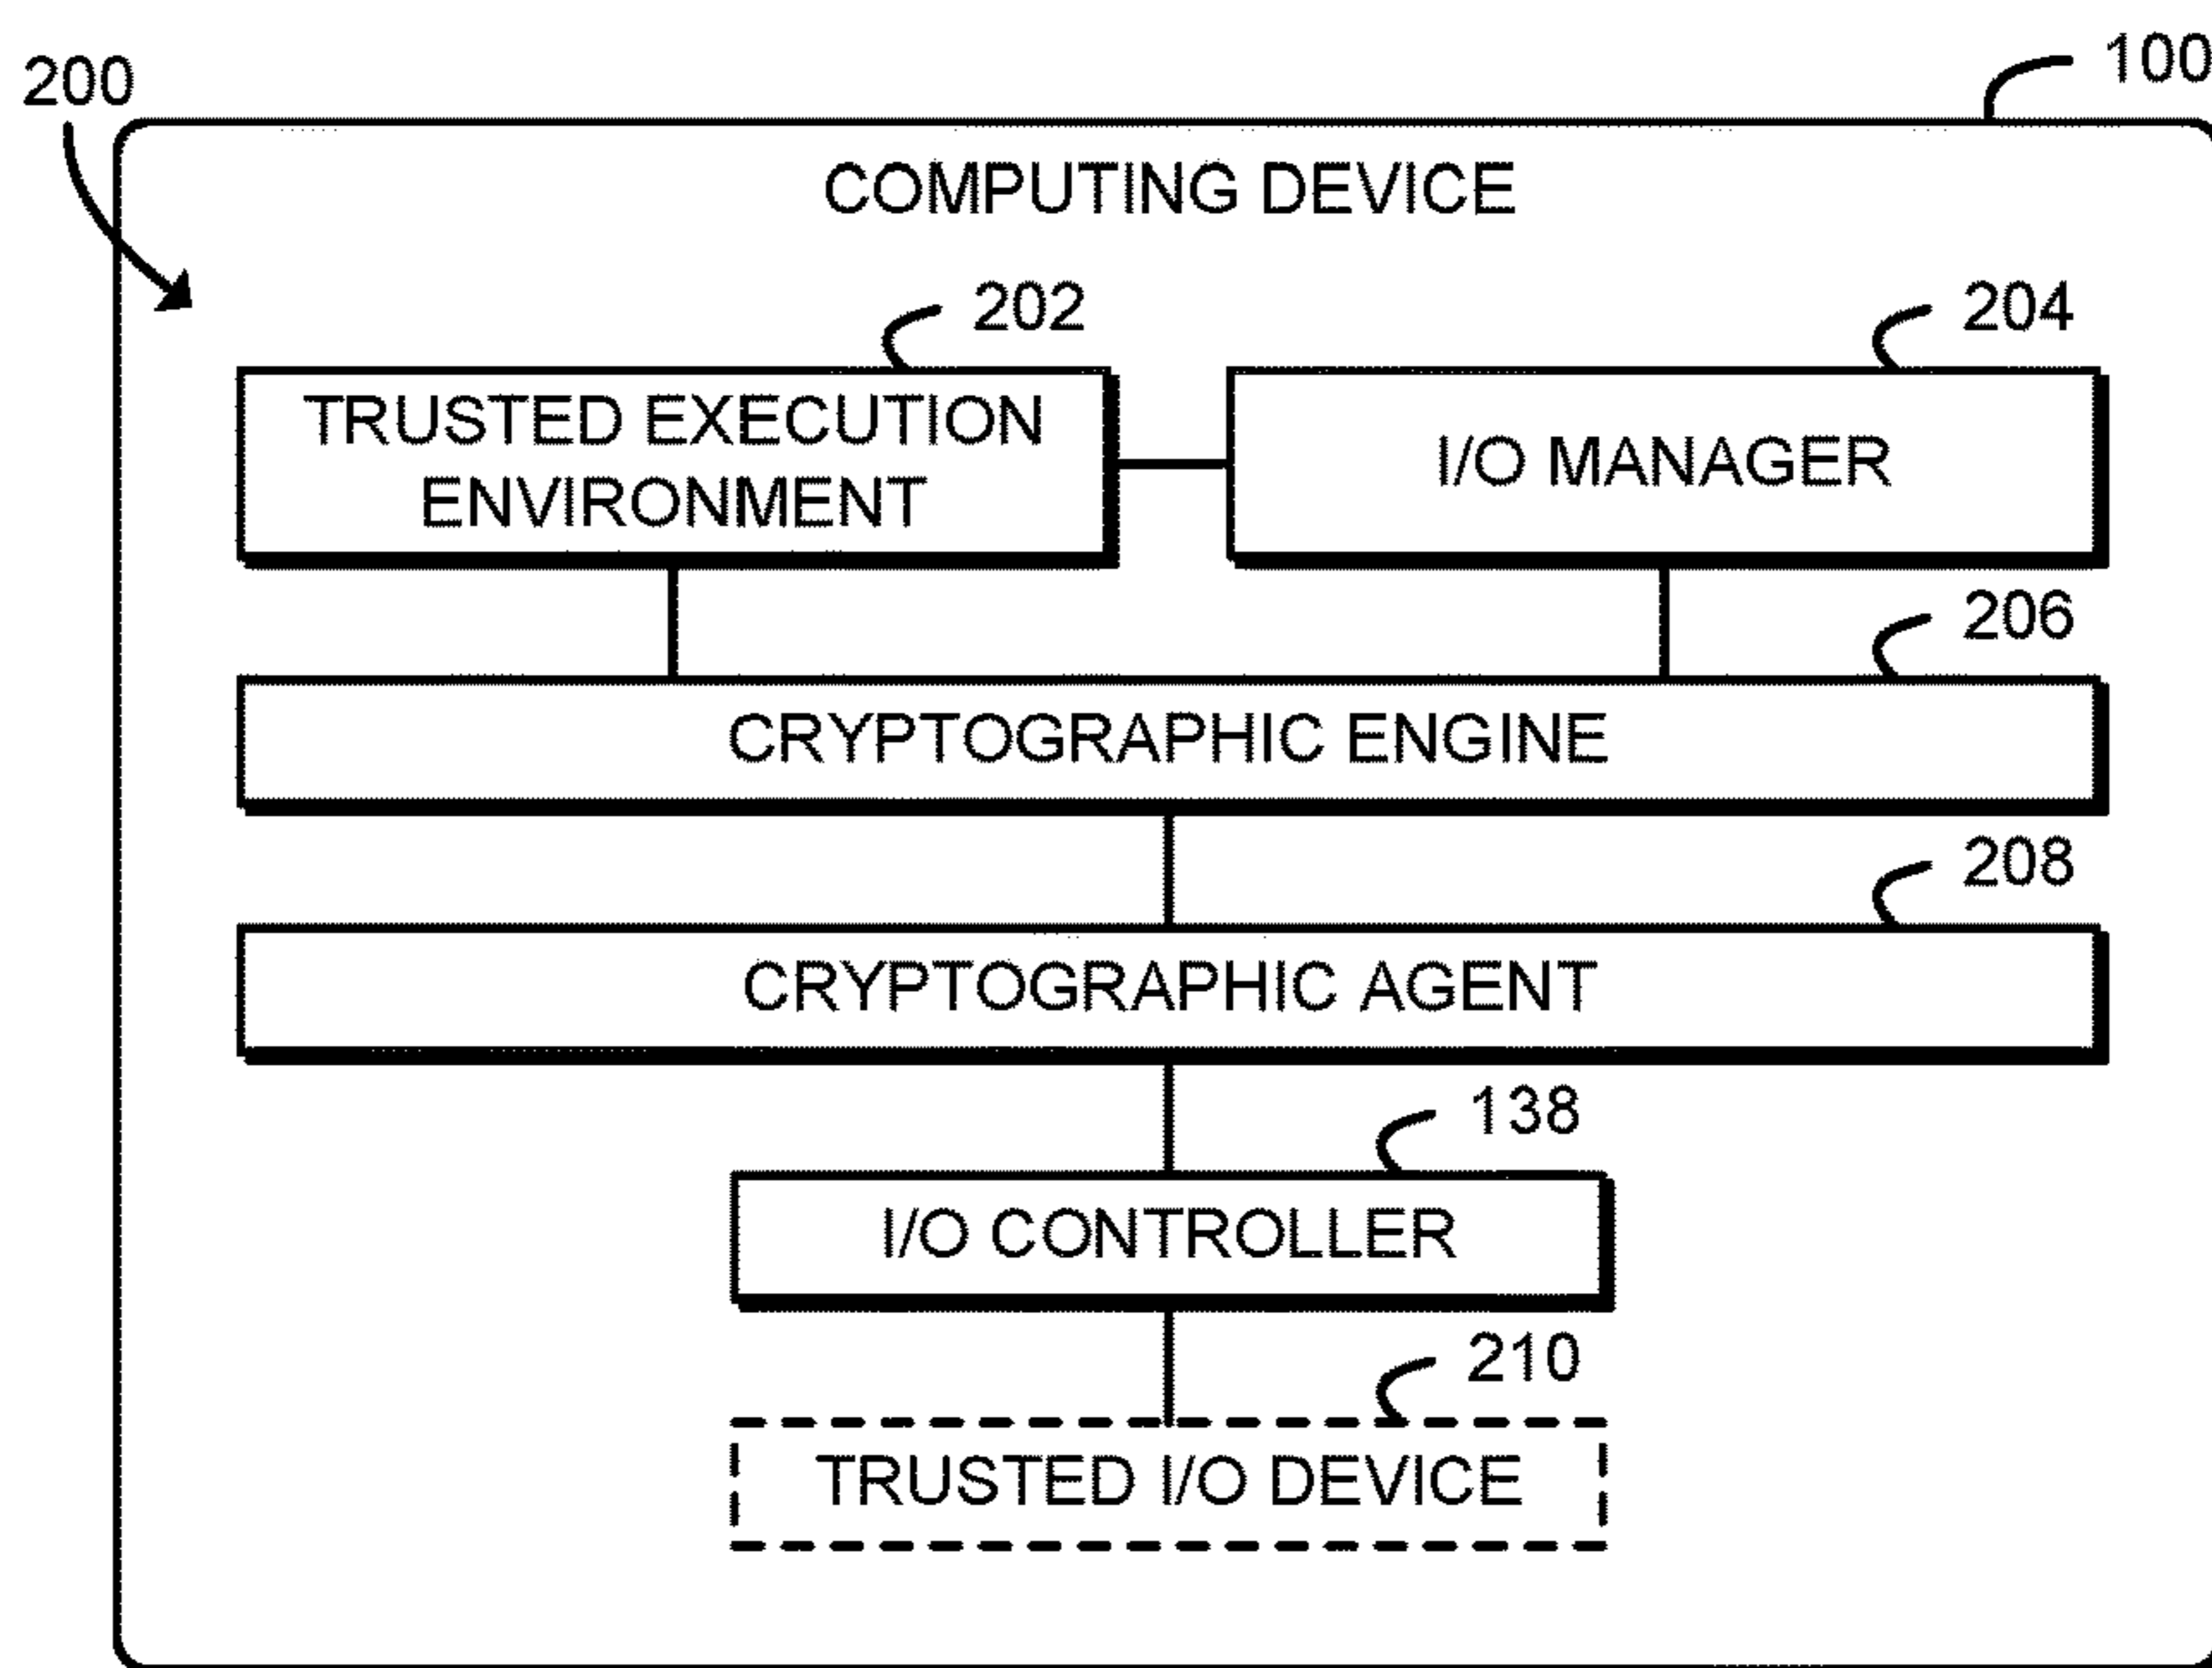 200
100
COMPUTING DEVICE
202
204
TRUSTED EXECUTION
ENVIRONMENT
I/O MANAGER
206
CRYPTOGRAPHIC ENGINE
208
CRYPTOGRAPHIC AGENT
138
I/O CONTROLLER
210
TRUSTED I/O DEVICE